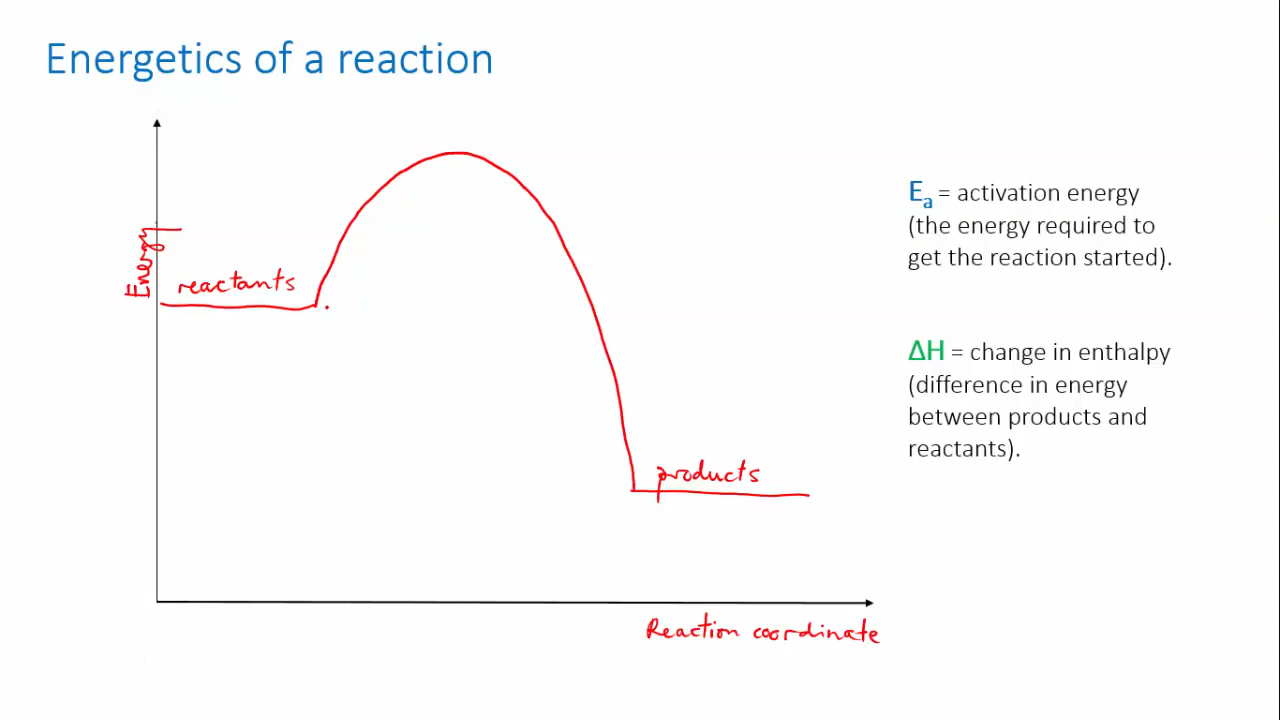 Energetics of a reaction
Energy
reactants
products
Reaction coordinate
Ea = activation energy
(the energy required to
get the reaction started).
ΔH = change in enthalpy
(difference in energy
between products and
reactants).